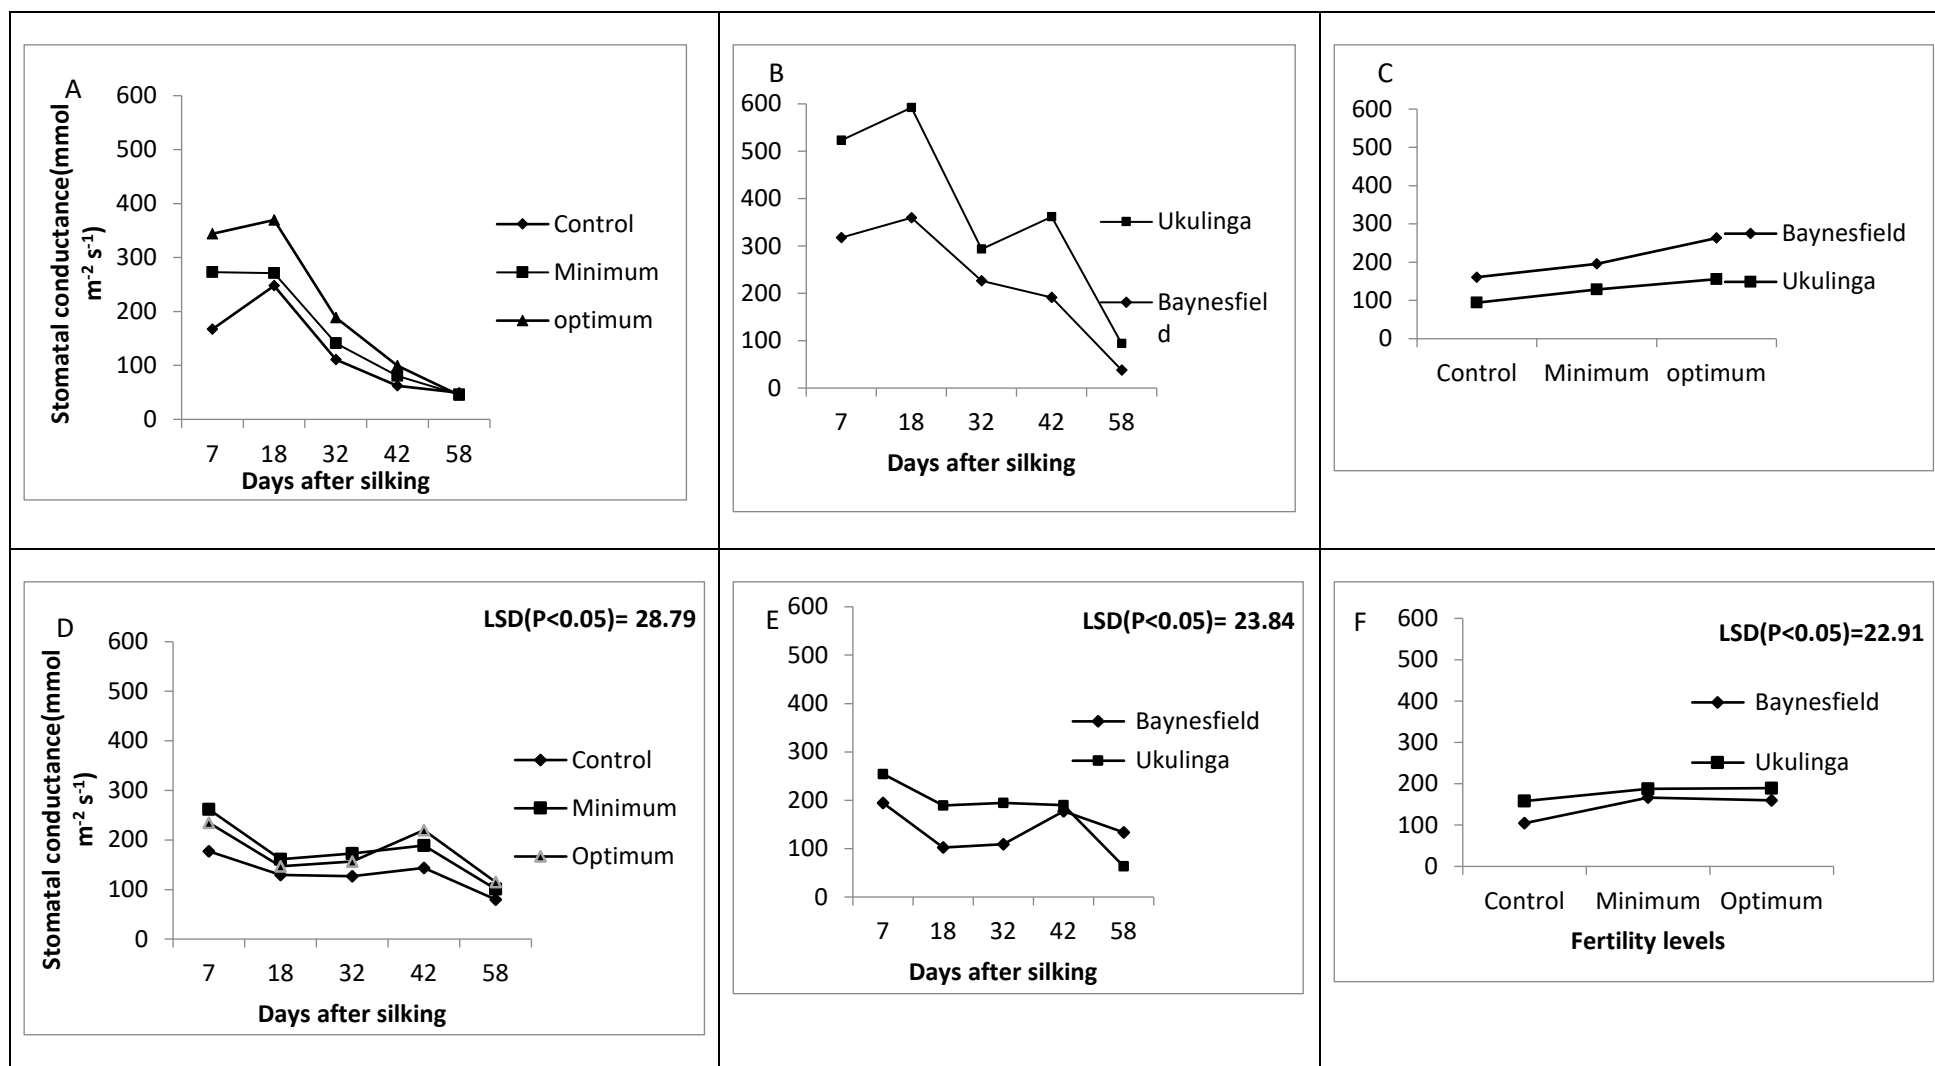 A
Stomatal conductance(mmol
m-2 s-1)
600
500
400
300
200
100
0
7 18 32 42 58
Days after silking
Control
Minimum
optimum
B
600
500
400
300
200
100
0
7 18 32 42 58
Days after silking
Ukulinga
Baynesfiel
d
C
600
500
400
300
200
100
0
Control Minimum optimum
Baynesfield
Ukulinga
D
LSD(P<0.05)= 28.79
Stomatal conductance(mmol
m-2 s-1)
600
500
400
300
200
100
0
7 18 32 42 58
Days after silking
Control
Minimum
Optimum
E
LSD(P<0.05)= 23.84
600
500
400
300
200
100
0
7 18 32 42 58
Days after silking
Baynesfield
Ukulinga
F
LSD(P<0.05)=22.91
600
500
400
300
200
100
0
Control Minimum Optimum
Fertility levels
Baynesfield
Ukulinga